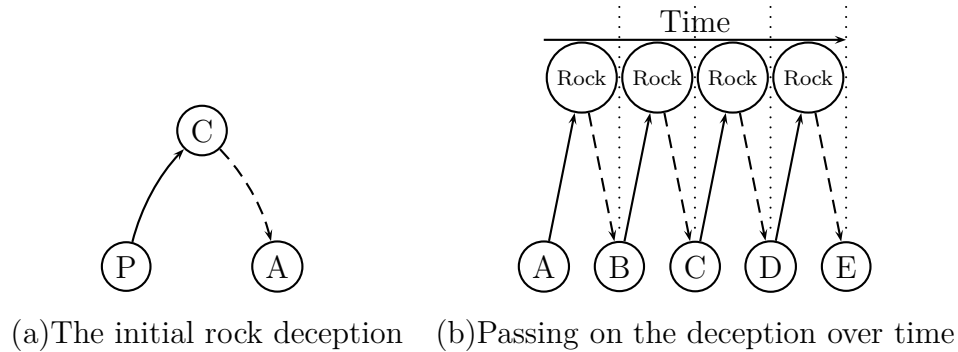 Time
Rock Rock Rock Rock
C
P A
A B C D E
(a)The initial rock deception
(b)Passing on the deception over time